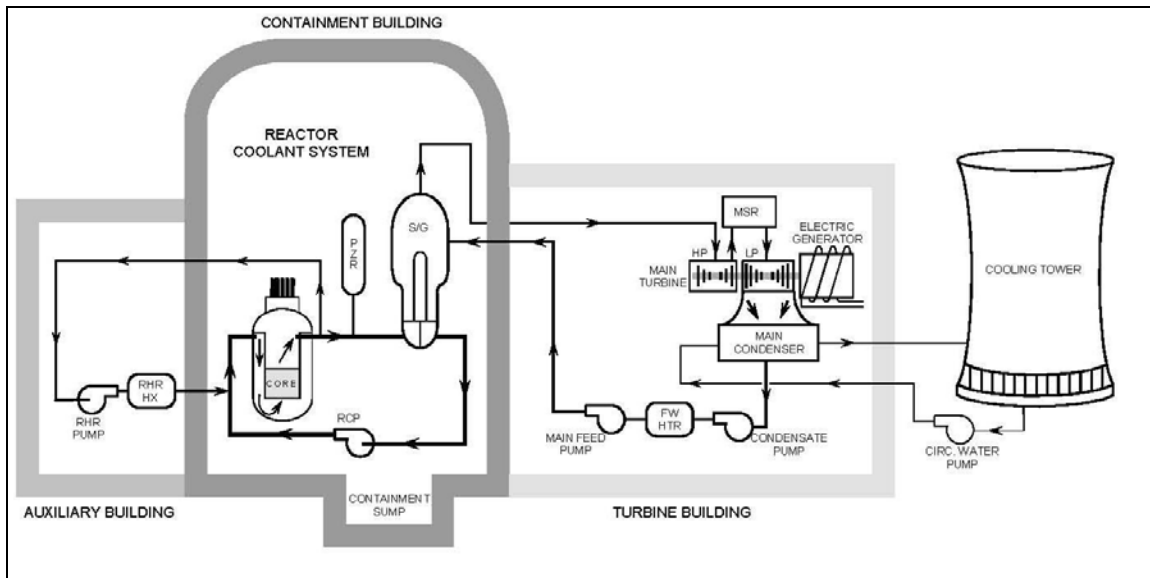 CONTAINMENT BUILDING
REACTOR
COOLANT SYSTEM
S/G
PZR
MSR
ELECTRIC
GENERATOR
HP
LP
MAIN
TURBINE
COOLING TOWER
MAIN
CONDENSER
CORE
RHR
HX
RHR
PUMP
RCP
MAIN FEED
PUMP
FW
HTR
CONDENSATE
PUMP
CIRC. WATER
PUMP
CONTAINMENT
SUMP
AUXILIARY BUILDING
TURBINE BUILDING